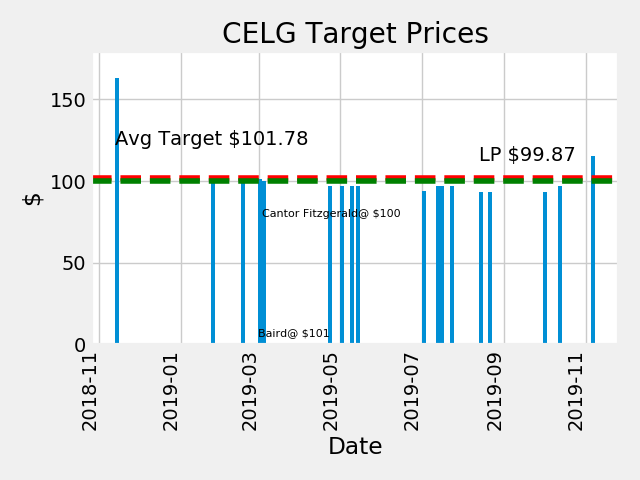 CELG Target Prices
150
100
50
0
$
Avg Target $101.78
LP $99.87
Cantor Fitzgerald@ $100
Baird@ $101
2018-11
2019-01
2019-03
2019-05
2019-07
2019-09
2019-11
Date